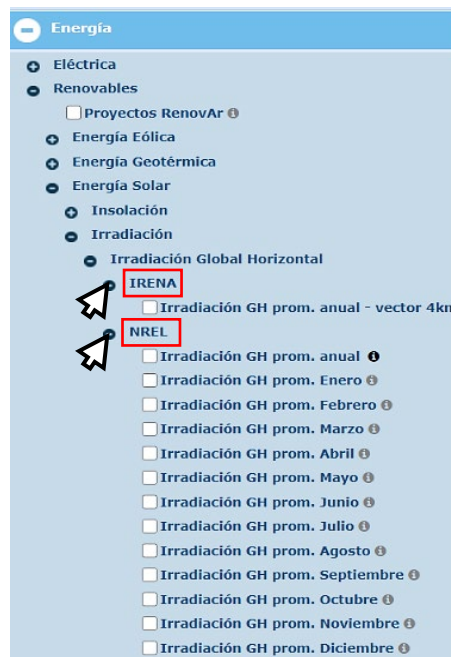 Energía
Eléctrica
Renovables
Proyectos RenovAr
Energía Eólica
Energía Geotérmica
Energía Solar
Insolación
Irradiación
Irradiación Global Horizontal
IRENA
Irradiación GH prom. anual - vector 4km
NREL
Irradiación GH prom. anual
Irradiación GH prom. Enero
Irradiación GH prom. Febrero
Irradiación GH prom. Marzo
Irradiación GH prom. Abril
Irradiación GH prom. Mayo
Irradiación GH prom. Junio
Irradiación GH prom. Julio
Irradiación GH prom. Agosto
Irradiación GH prom. Septiembre
Irradiación GH prom. Octubre
Irradiación GH prom. Noviembre
Irradiación GH prom. Diciembre